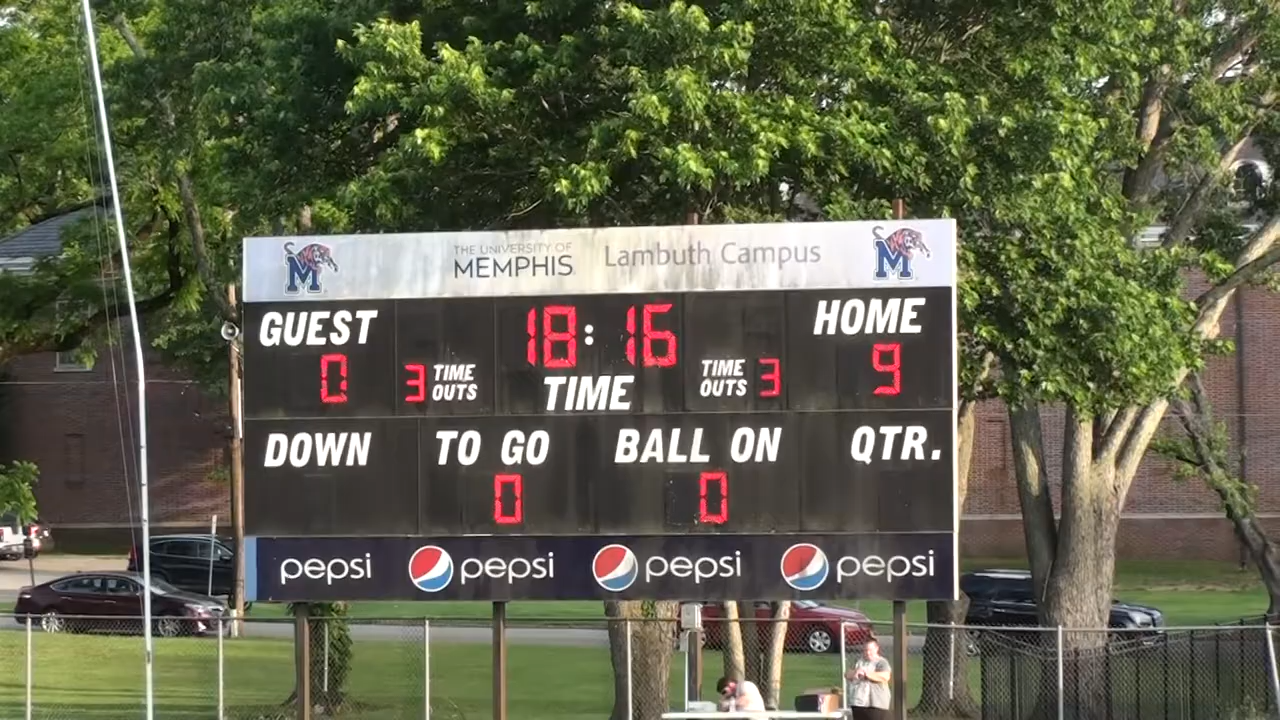 M THE UNIVERSITY OF Lambuth Campus M
MEMPHIS
GUEST 18:16 HOME
0 3 TIME OUTS TIME TIME OUTS 3 9
DOWN TO GO BALL ON QTR.
0 0
pepsi pepsi pepsi pepsi